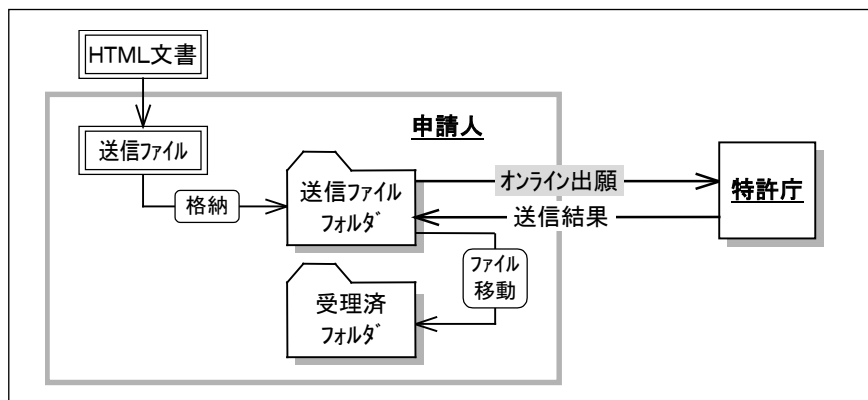 HTML文書
申請人
送信ファイル
格納
送信ファイル
フォルダ
オンライン出願
送信結果
特許庁
ファイル
移動
受理済
フォルダ